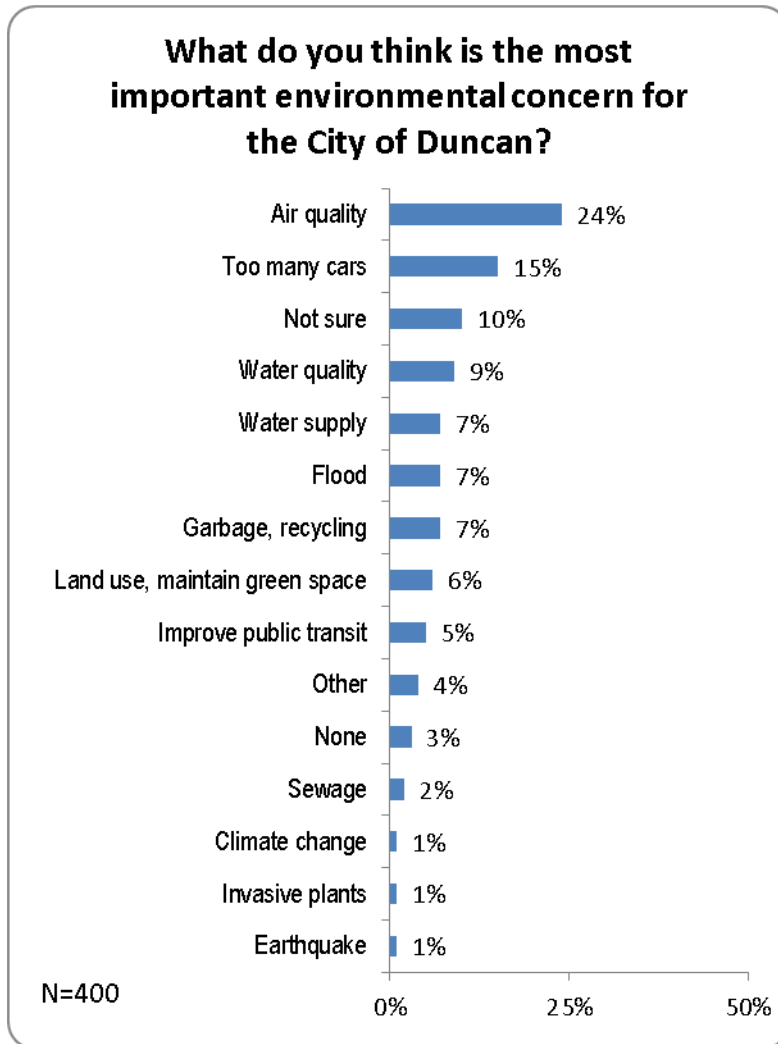 What do you think is the most
important environmental concern for
the City of Duncan?
Air quality 24%
Too many cars 15%
Not sure 10%
Water quality 9%
Water supply 7%
Flood 7%
Garbage, recycling 7%
Land use, maintain green space 6%
Improve public transit 5%
Other 4%
None 3%
Sewage 2%
Climate change 1%
Invasive plants 1%
Earthquake 1%
N=400
0% 25% 50%